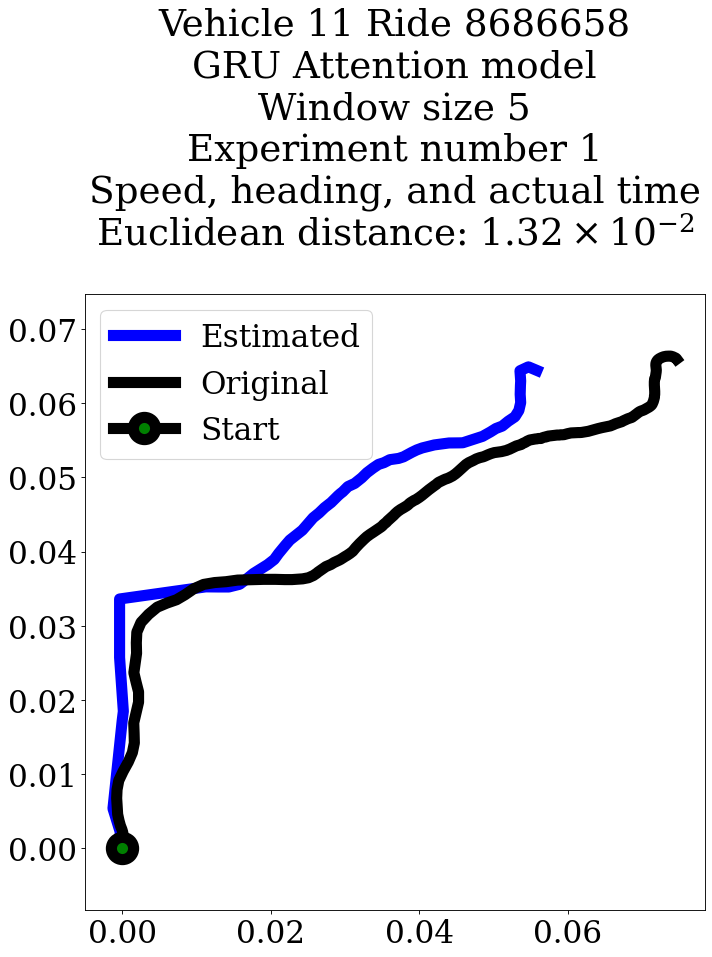 Vehicle 11 Ride 8686658
GRU Attention model
Window size 5
Experiment number 1
Speed, heading, and actual time
Euclidean distance: 1.32 × 10⁻²
Estimated
Original
Start
0.07
0.06
0.05
0.04
0.03
0.02
0.01
0.00
0.00 0.02 0.04 0.06